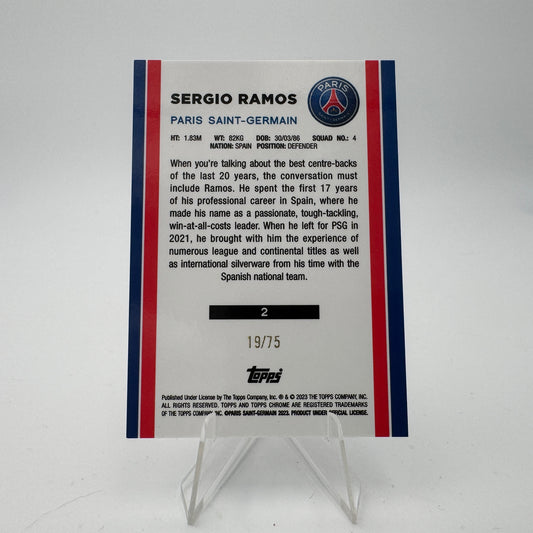 SERGIO RAMOS
PARIS
PARIS SAINT-GERMAIN
HT: 1.83M WT: 82KG DOB: 30/03/86 SQUAD NO.: 4
NATION: SPAIN POSITION: DEFENDER
When you're talking about the best centre-backs
of the last 20 years, the conversation must
include Ramos. He spent the first 17 years
of his professional career in Spain, where he
made his name as a passionate, tough-tackling,
win-at-all-costs leader. When he left for PSG in
2021, he brought with him the experience of
numerous league and continental titles as well
as international silverware from his time with the
Spanish national team.
2
19/75
Topps
Published Under License by The Topps Company, Inc. ® & © 2023 THE TOPPS COMPANY, INC.
ALL RIGHTS RESERVED. TOPPS AND TOPPS CHROME ARE REGISTERED TRADEMARKS
OF THE TOPPS COMPANY, INC. ©PARIS SAINT-GERMAIN 2023. PRODUCT UNDER OFFICIAL LICENSE.